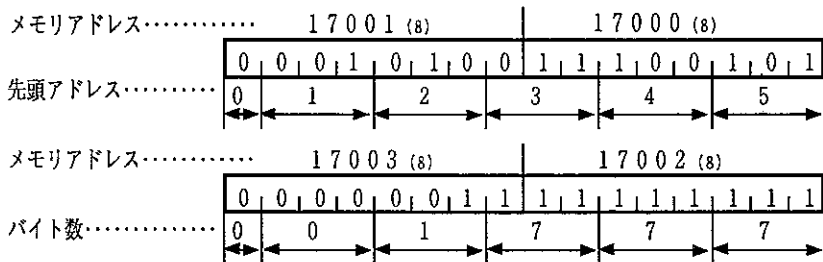 メモリアドレス………… 17001(8) 17000(8)
0 0 0 1 0 1 0 0 1 1 1 0 0 1 0 1
先頭アドレス………… 0 1 2 3 4 5
メモリアドレス………… 17003(8) 17002(8)
0 0 0 0 0 0 1 1 1 1 1 1 1 1 1 1
バイト数………… 0 0 1 7 7 7